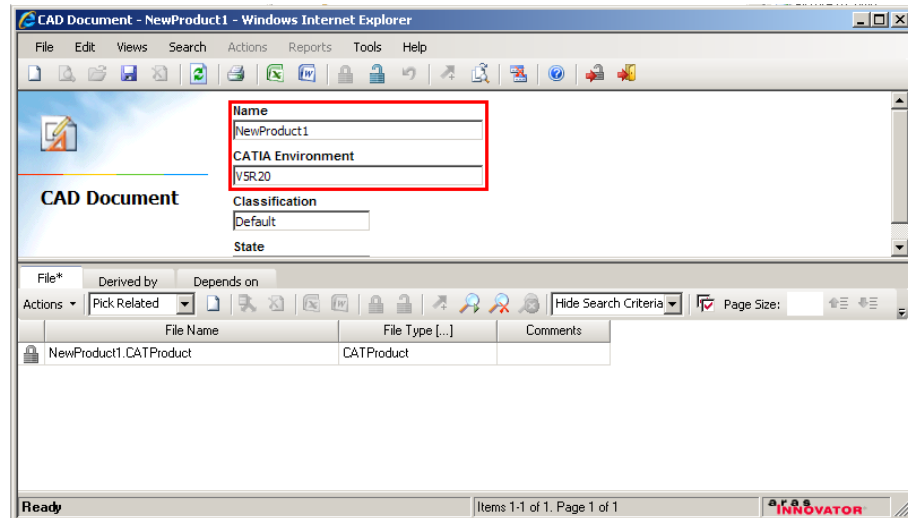 CAD Document - NewProduct1 - Windows Internet Explorer
File Edit Views Search Actions Reports Tools Help
Name
NewProduct1
CATIA Environment
V5R20
CAD Document
Classification
Default
State
File* Derived by Depends on
Actions Pick Related Hide Search Criteria Page Size:
File Name File Type [...] Comments
NewProduct1.CATProduct CATProduct
Ready Items 1-1 of 1. Page 1 of 1 aras INNOVATOR